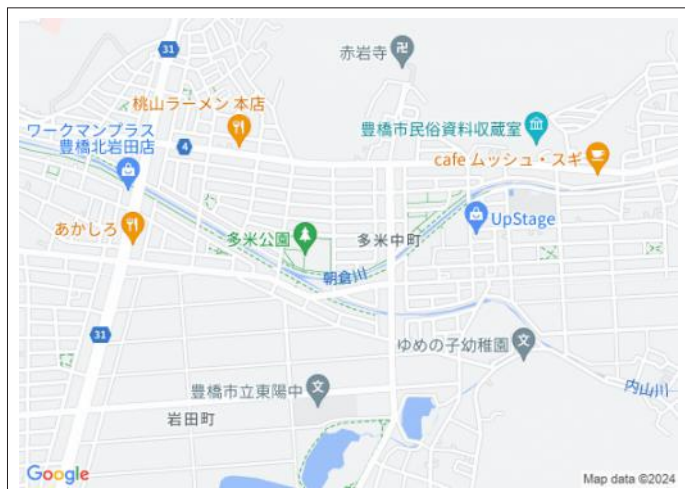 31
赤岩寺
桃山ラーメン 本店
ワークマンプラス
豊橋北岩田店
4
豊橋市民俗資料収蔵室
cafe ムッシュ・スギ
あかしろ
多米公園
多米中町
UpStage
朝倉川
31
ゆめの子幼稚園
豊橋市立東陽中
内山川
岩田町
Google
Map data ©2024